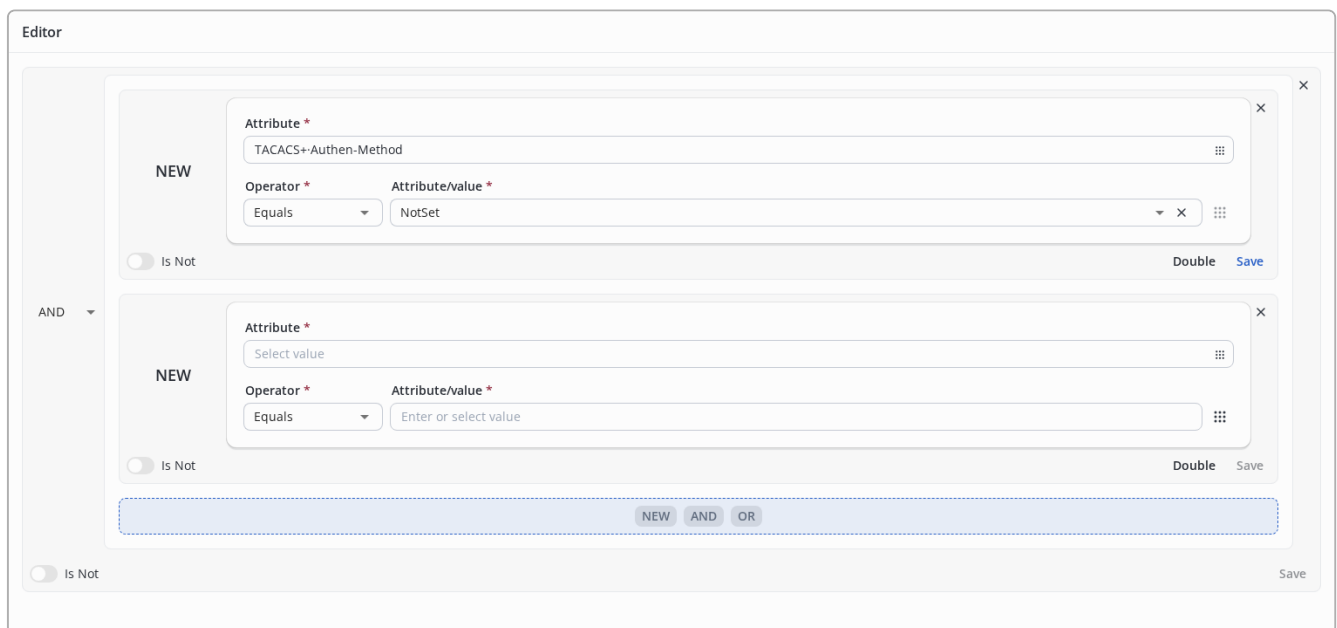 Editor
Attribute *
TACACS+·Authen-Method
NEW
Operator * Attribute/value *
Equals NotSet
Is Not Double Save
AND
Attribute *
Select value
NEW
Operator * Attribute/value *
Equals Enter or select value
Is Not Double Save
NEW AND OR
Is Not Save